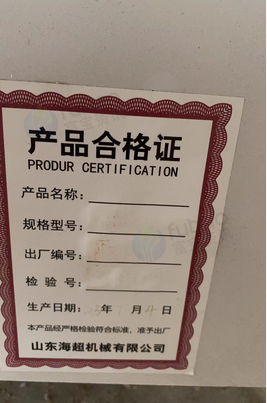 产品合格证
PRODUR CERTIFICATION
产品名称：
规格型号：
出厂编号：
检 验 号：
生产日期： 年 月 4 日
本产品经严格检验符合标准，准予出厂
山东海超机械有限公司